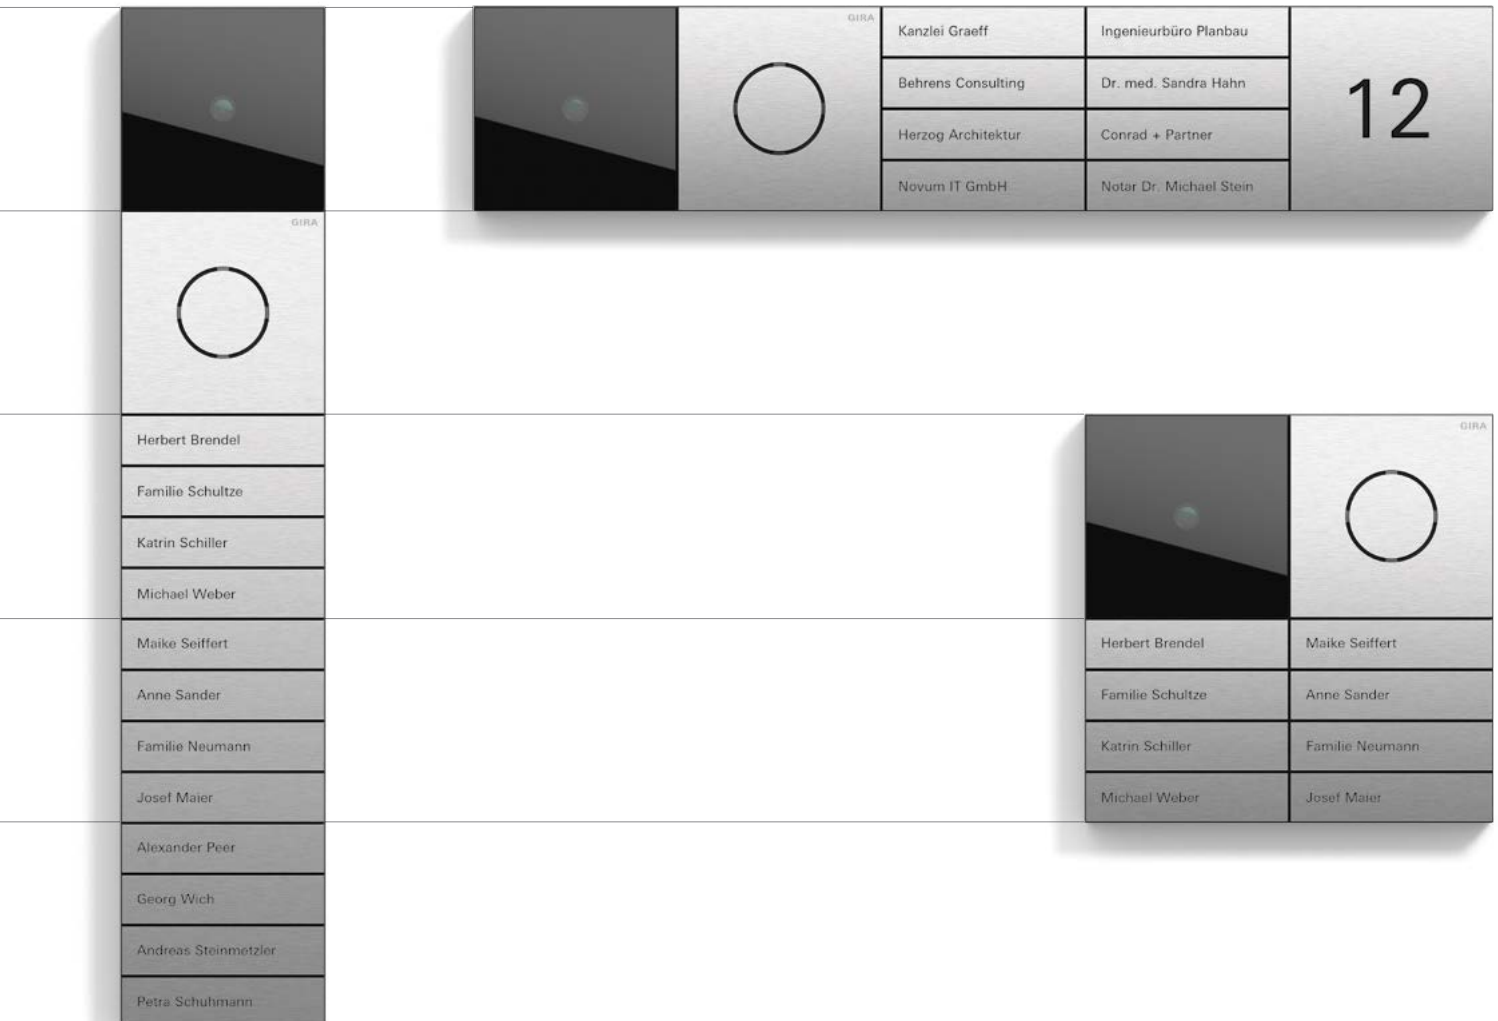 GIRA
Herbert Brendel
Familie Schultze
Katrin Schiller
Michael Weber
Maike Seiffert
Anne Sander
Familie Neumann
Josef Maier
Alexander Peer
Georg Wich
Andreas Steinmetzler
Petra Schuhmann
GIRA
Kanzlei Graeff
Behrens Consulting
Herzog Architektur
Novum IT GmbH
Ingenieurbüro Planbau
Dr. med. Sandra Hahn
Conrad + Partner
Notar Dr. Michael Stein
12
GIRA
Herbert Brendel
Familie Schultze
Katrin Schiller
Michael Weber
Maike Seiffert
Anne Sander
Familie Neumann
Josef Maier